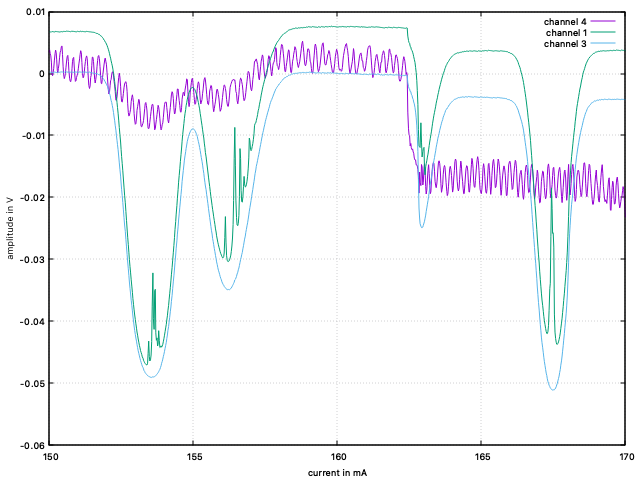 0.01
channel 4
channel 1
channel 3
0
-0.01
-0.02
-0.03
-0.04
-0.05
-0.06
amplitude in V
150 155 160 165 170
current in mA